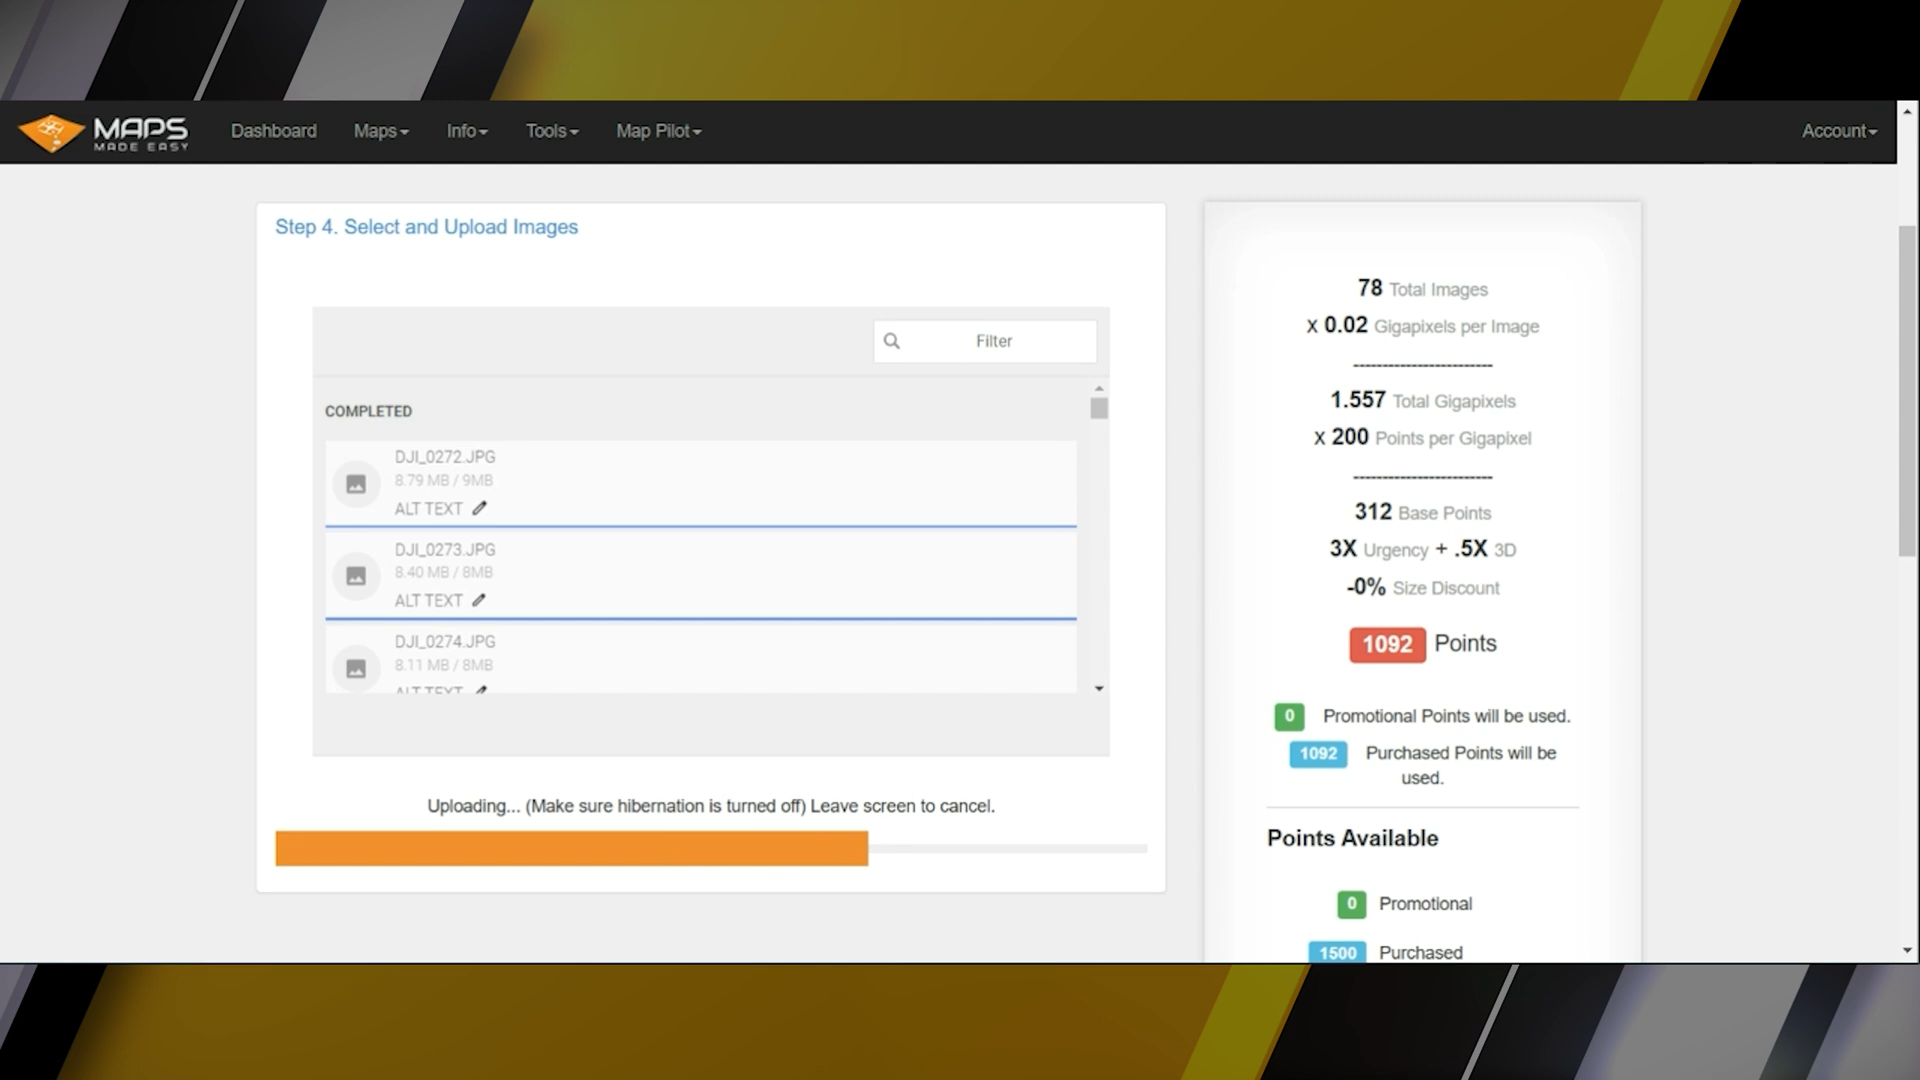 MAPS
MADE EASY
Dashboard
Maps
Info
Tools
Map Pilot
Account
Step 4. Select and Upload Images
Filter
COMPLETED
DJI_0272.JPG
8.79 MB / 9MB
ALT TEXT
DJI_0273.JPG
8.40 MB / 8MB
ALT TEXT
DJI_0274.JPG
8.11 MB / 8MB
ALT TEXT
Uploading... (Make sure hibernation is turned off) Leave screen to cancel.
78 Total Images
X 0.02 Gigapixels per Image
------------------------
1.557 Total Gigapixels
X 200 Points per Gigapixel
------------------------
312 Base Points
3X Urgency + .5X 3D
-0% Size Discount
1092 Points
0 Promotional Points will be used.
1092 Purchased Points will be
used.
Points Available
0 Promotional
1500 Purchased